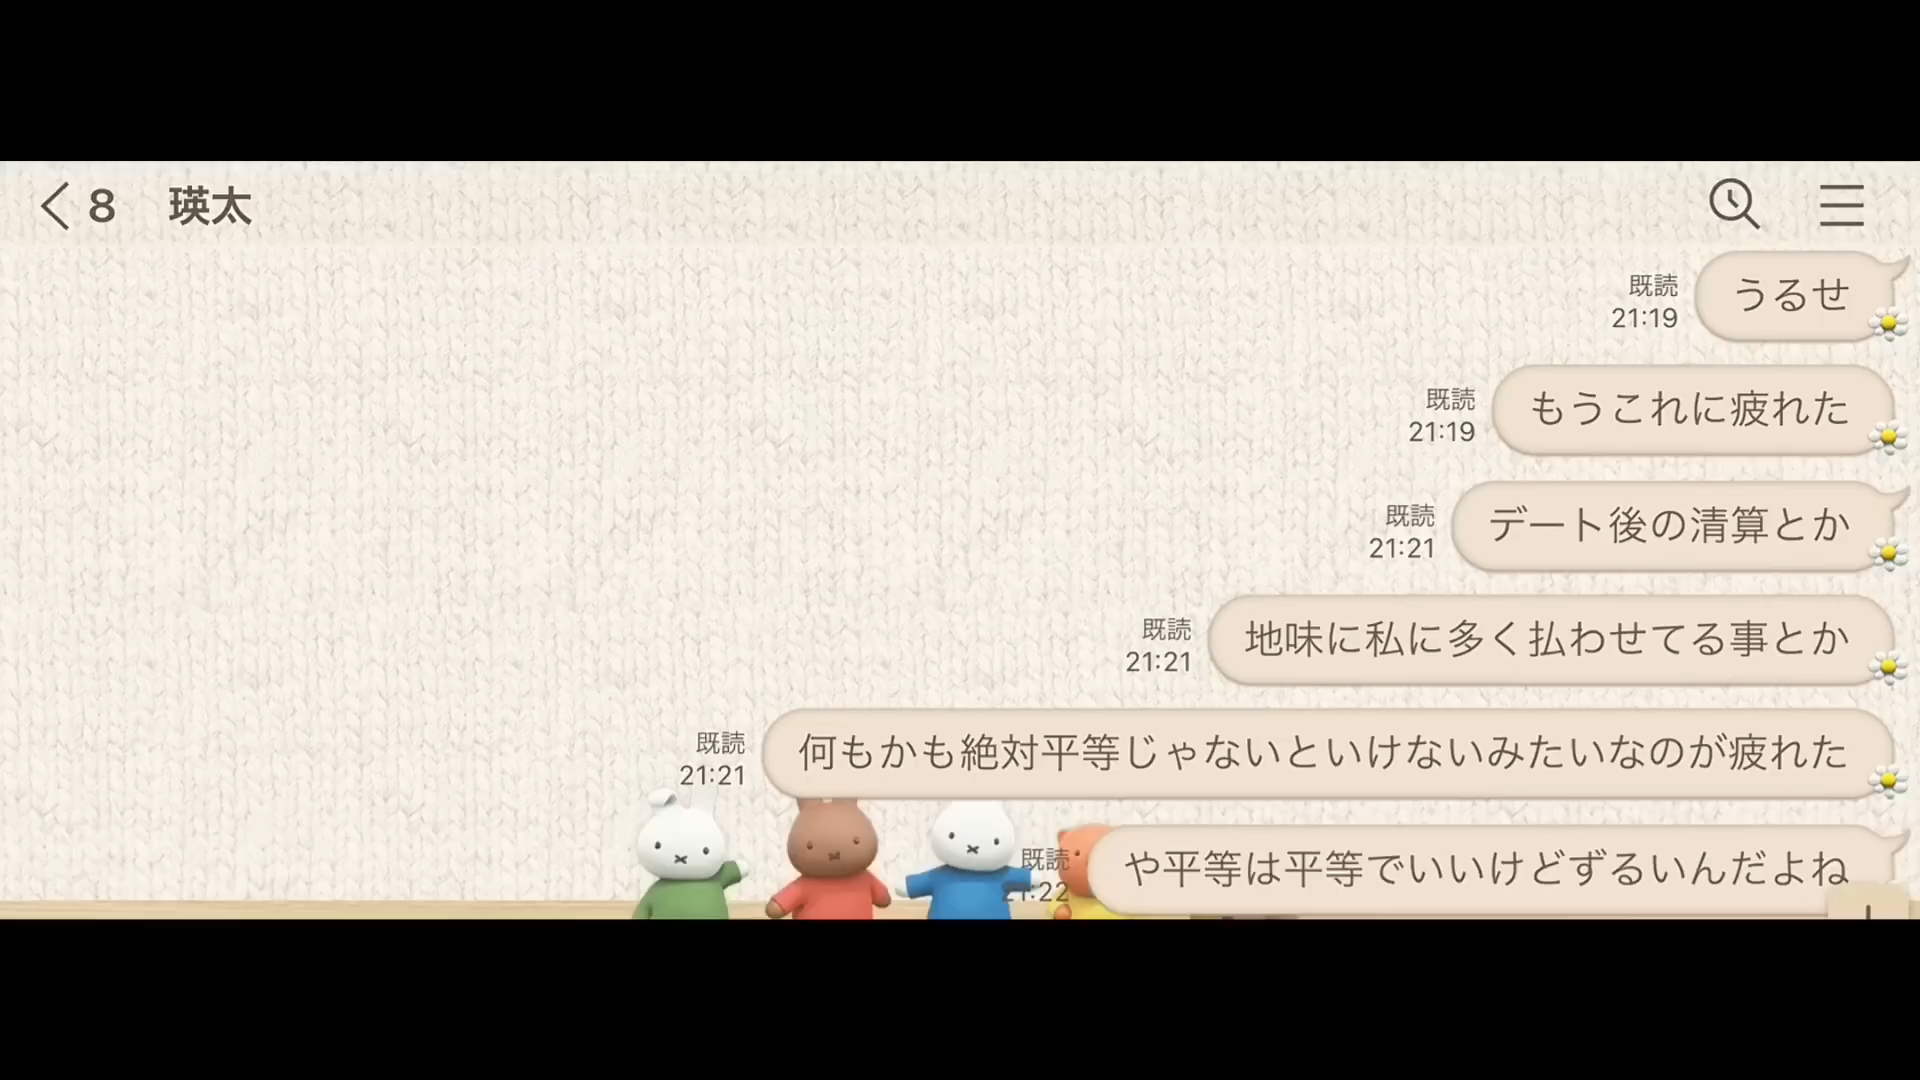 8 瑛太
うるせ
既読
21:19
もうこれに疲れた
既読
21:19
デート後の清算とか
既読
21:21
地味に私に多く払わせてる事とか
既読
21:21
何もかも絶対平等じゃないといけないみたいなのが疲れた
既読
21:21
や平等は平等でいいけどずるいんだよね
既読
21:22